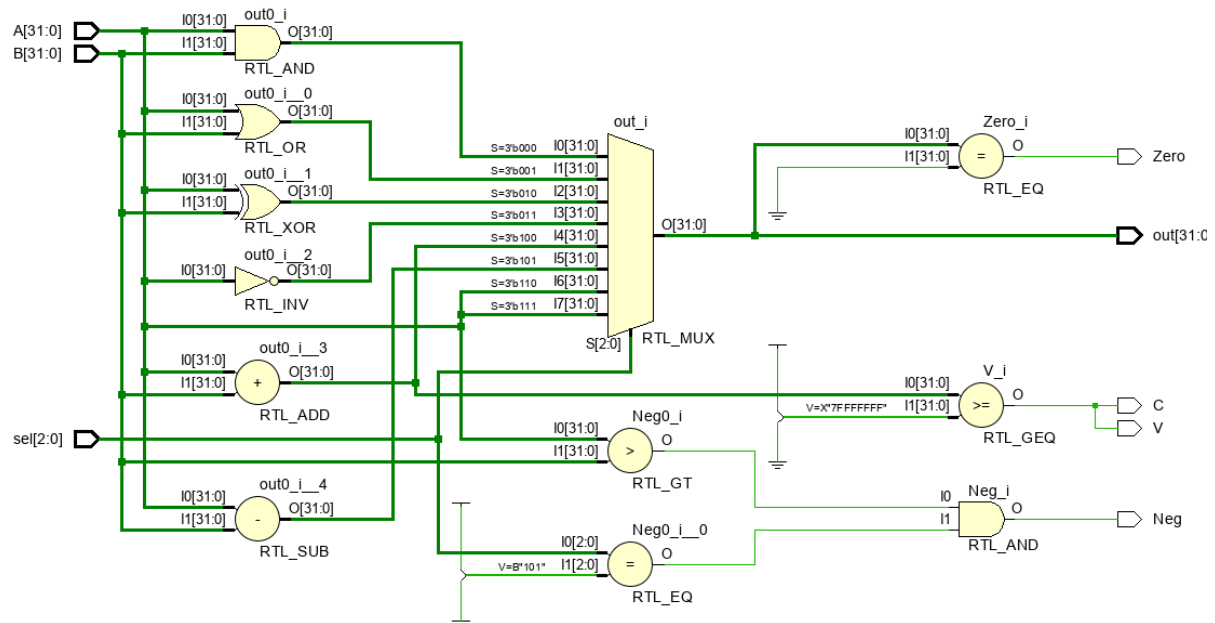 A[31:0]
B[31:0]
out0_i
I0[31:0]
I1[31:0]
O[31:0]
RTL_AND
out0_i__0
I0[31:0]
I1[31:0]
O[31:0]
RTL_OR
out0_i__1
I0[31:0]
I1[31:0]
O[31:0]
RTL_XOR
out0_i__2
I0[31:0]
O[31:0]
RTL_INV
out0_i__3
I0[31:0]
I1[31:0]
+
O[31:0]
RTL_ADD
sel[2:0]
out0_i__4
I0[31:0]
I1[31:0]
-
O[31:0]
RTL_SUB
out_i
S=3'b000 I0[31:0]
S=3'b001 I1[31:0]
S=3'b010 I2[31:0]
S=3'b011 I3[31:0]
S=3'b100 I4[31:0]
S=3'b101 I5[31:0]
S=3'b110 I6[31:0]
S=3'b111 I7[31:0]
S[2:0]
O[31:0]
RTL_MUX
Neg0_i
I0[31:0]
I1[31:0]
>
O
RTL_GT
Neg0_i__0
I0[2:0]
V=B"101" I1[2:0]
=
O
RTL_EQ
Zero_i
I0[31:0]
I1[31:0]
=
O
RTL_EQ
Zero
out[31:0
V_i
I0[31:0]
V=X"7FFFFFFF" I1[31:0]
>=
O
RTL_GEQ
C
V
Neg_i
I0
I1
O
RTL_AND
Neg